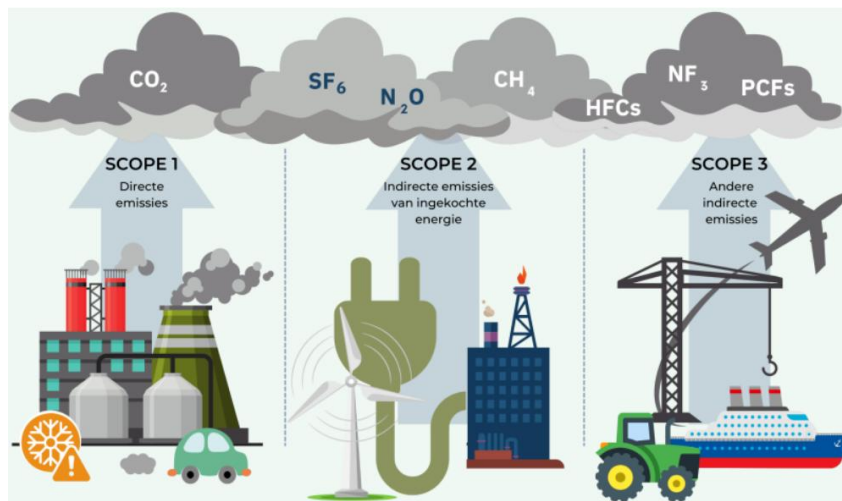 CO₂
SF₆
N₂O
CH₄
HFCs
NF₃
PCFs
SCOPE 1
Directe
emissies
SCOPE 2
Indirecte emissies
van ingekochte
energie
SCOPE 3
Andere
indirecte
emissies